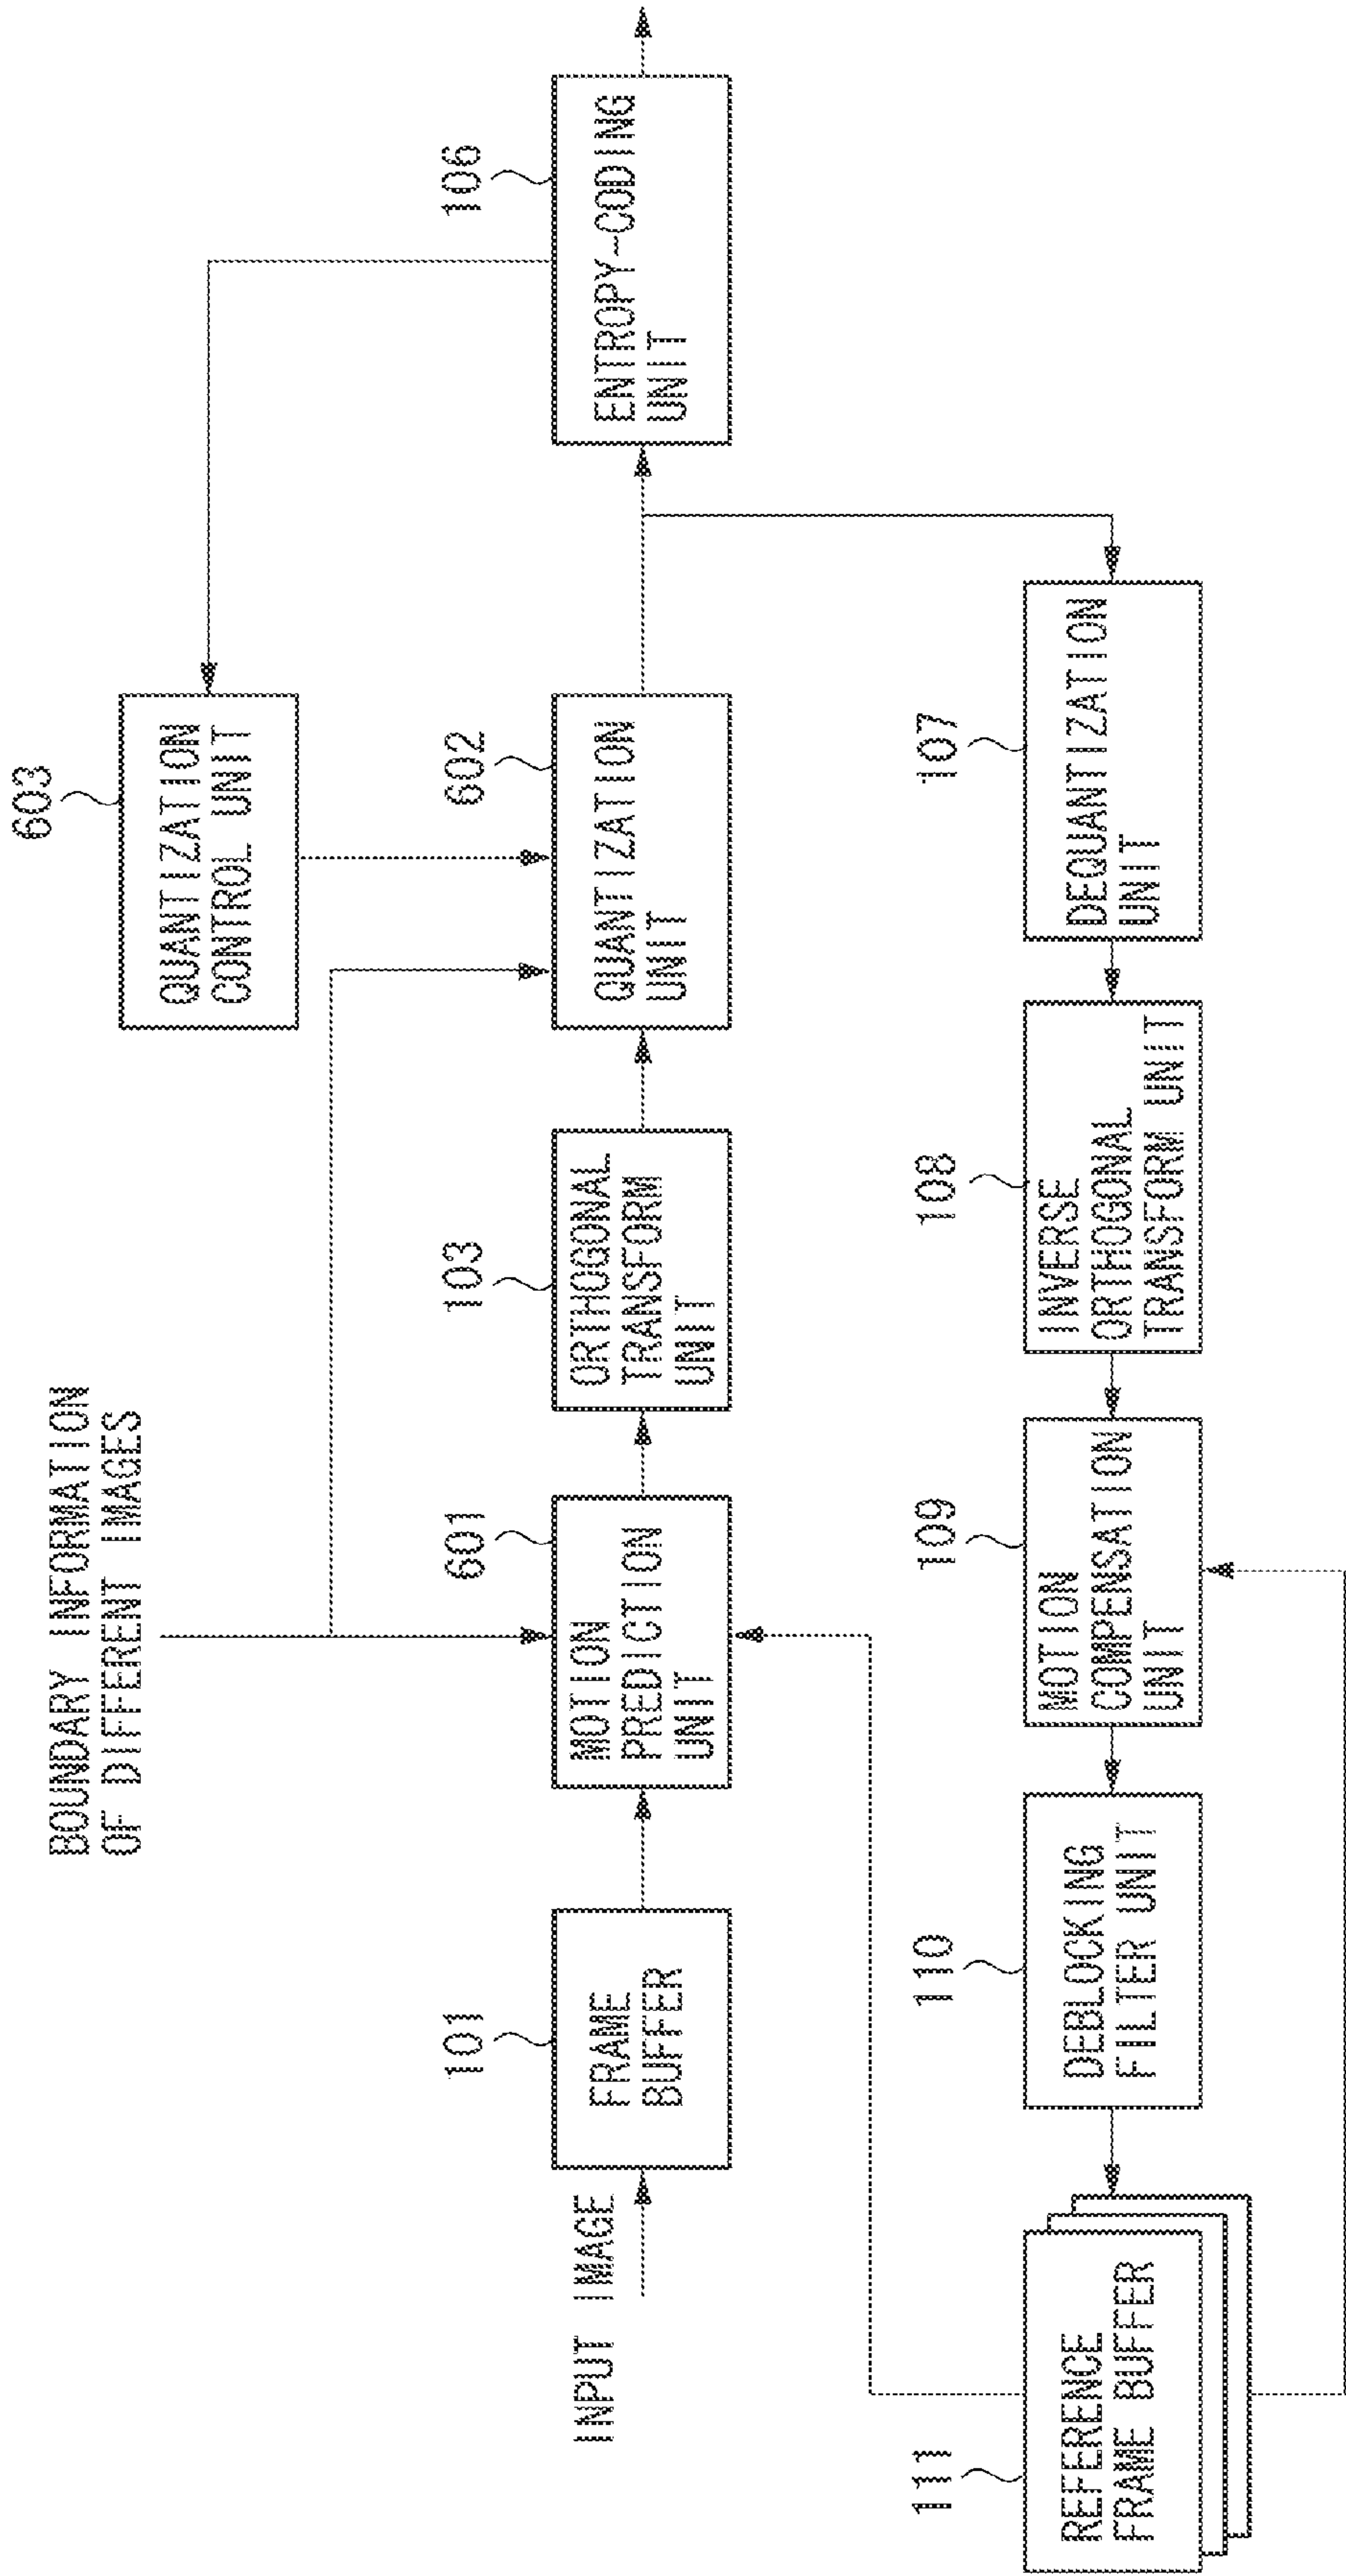 BOUNDARY INFORMATION
OF DIFFERENT IMAGES
603
QUANTIZATION
CONTROL UNIT
INPUT IMAGE
101
FRAME
BUFFER
601
MOTION
PREDICTION
UNIT
103
ORTHOGONAL
TRANSFORM
UNIT
602
QUANTIZATION
UNIT
106
ENTROPY-CODING
UNIT
111
REFERENCE
FRAME BUFFER
110
DEBLOCKING
FILTER UNIT
109
MOTION
COMPENSATION
UNIT
108
INVERSE
ORTHOGONAL
TRANSFORM UNIT
107
DEQUANTIZATION
UNIT